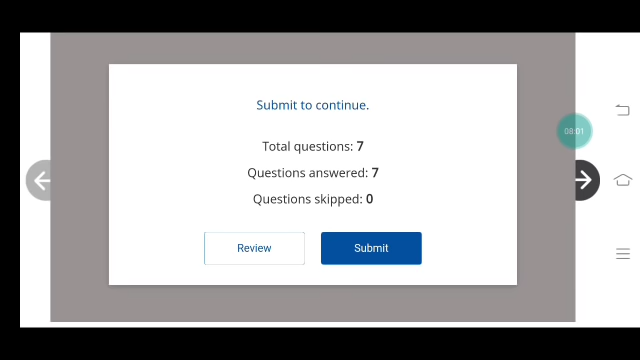 Submit to continue.
Total questions: 7
Questions answered: 7
Questions skipped: 0
Review
Submit
08:01